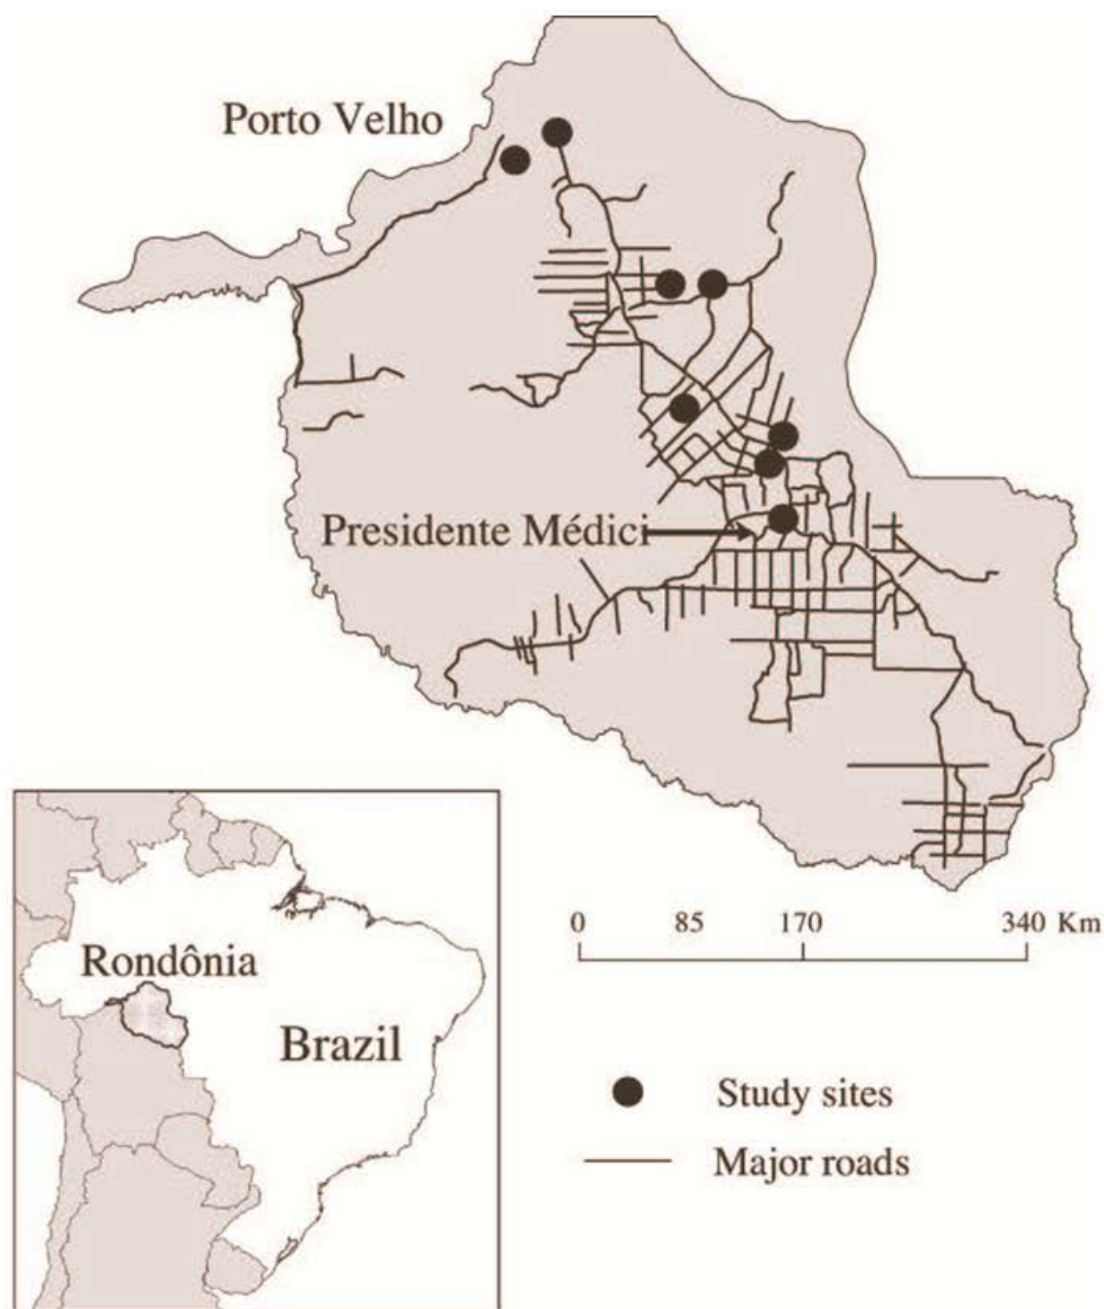 Porto Velho
Presidente Médici
0 85 170 340 Km
Rondônia
Brazil
Study sites
Major roads